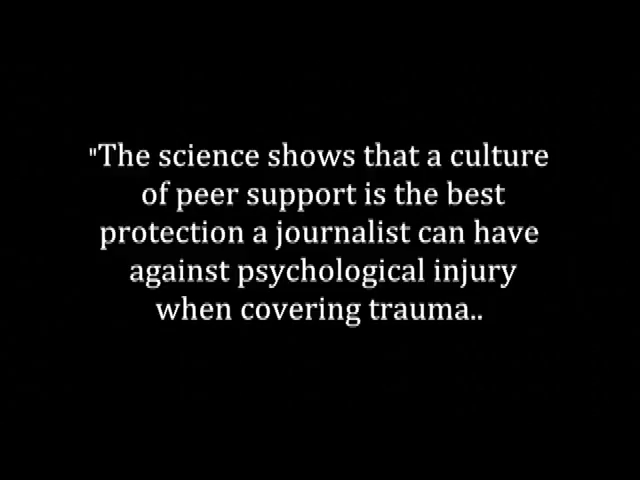 "The science shows that a culture
of peer support is the best
protection a journalist can have
against psychological injury
when covering trauma..